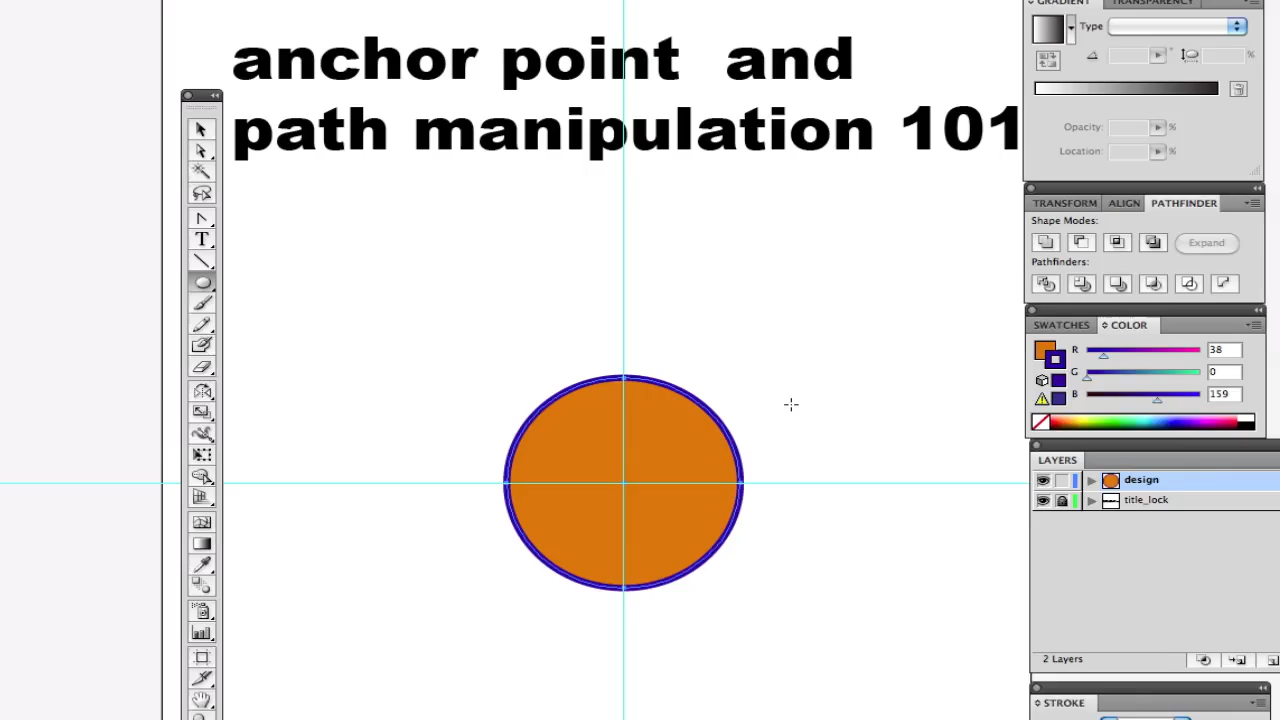 GRADIENT TRANSPARENCY
Type
%
anchor point and
path manipulation 101
Opacity: %
Location: %
TRANSFORM ALIGN PATHFINDER
Shape Modes:
Expand
Pathfinders:
SWATCHES COLOR
R 38
G 0
B 159
LAYERS
design
title_lock
2 Layers
STROKE